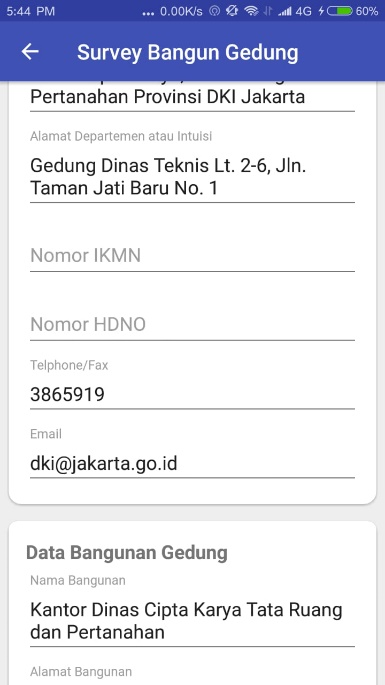 5:44 PM ... 0.00K/s 4G 60%
Survey Bangun Gedung
Pertanahan Provinsi DKI Jakarta
Alamat Departemen atau Intuisi
Gedung Dinas Teknis Lt. 2-6, Jln.
Taman Jati Baru No. 1
Nomor IKMN
Nomor HDNO
Telphone/Fax
3865919
Email
dki@jakarta.go.id
Data Bangunan Gedung
Nama Bangunan
Kantor Dinas Cipta Karya Tata Ruang
dan Pertanahan
Alamat Bangunan